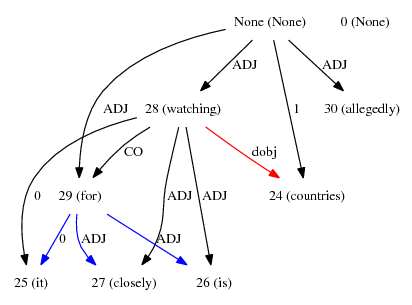 None (None) 0 (None)
ADJ ADJ
ADJ 28 (watching) 1 30 (allegedly)
CO dobj
0 29 (for) ADJ ADJ 24 (countries)
0 ADJ ADJ
25 (it) 27 (closely) 26 (is)